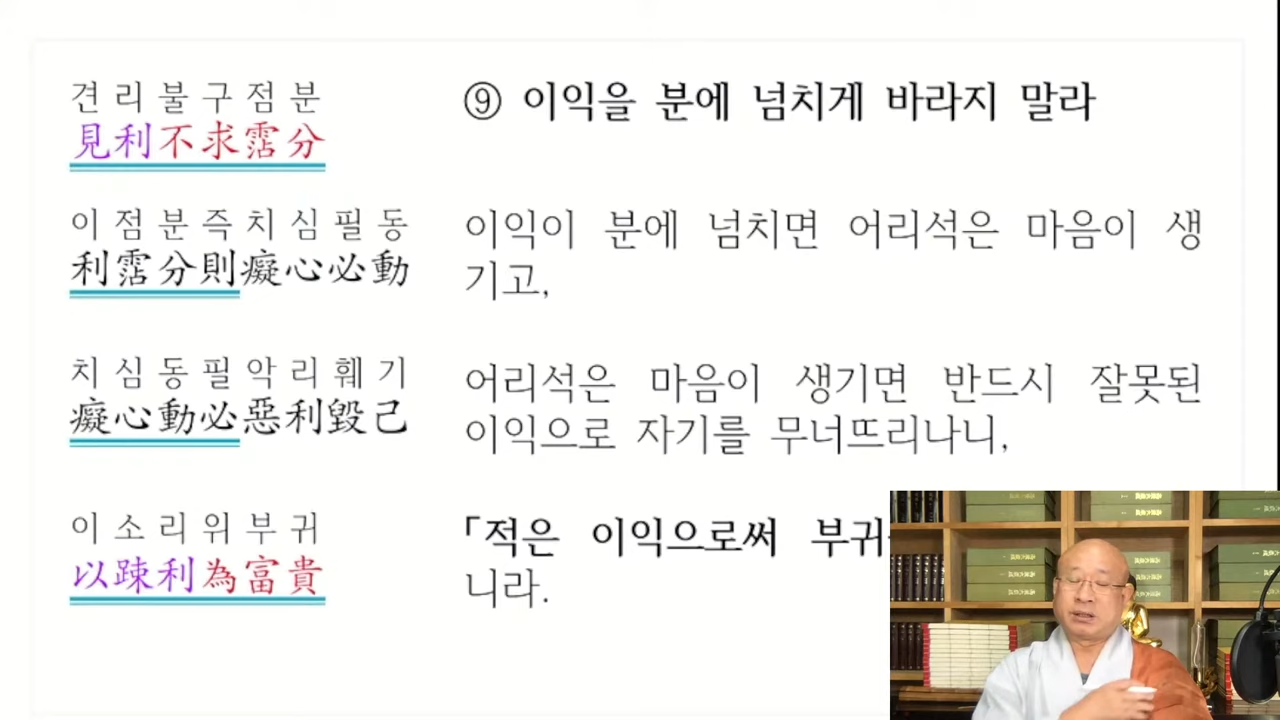 견리불구점분
見利不求霑分
⑨ 이익을 분에 넘치게 바라지 말라
이점분즉치심필동
利霑分則癡心必動
이익이 분에 넘치면 어리석은 마음이 생
기고,
치심동필악리훼기
癡心動必惡利毀己
어리석은 마음이 생기면 반드시 잘못된
이익으로 자기를 무너뜨리나니,
이소리위부귀
以踈利為富貴
「적은 이익으로써 부귀
니라.